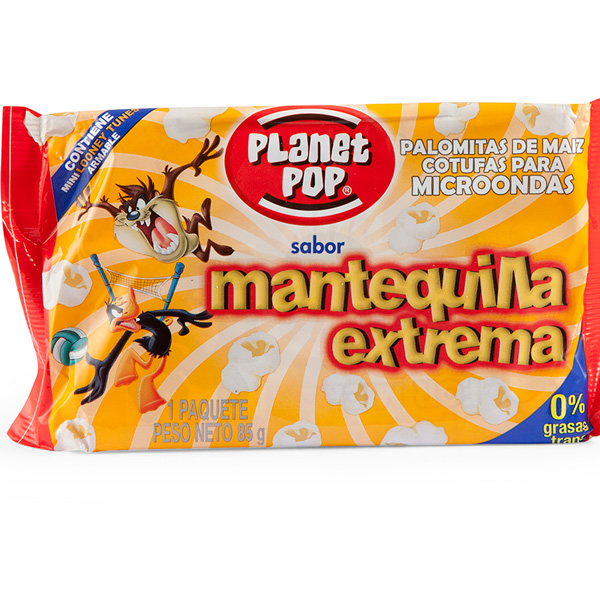 CONTIENE
MINI LOONEY TUNES
ARMABLE
PLANET
POP®
PALOMITAS DE MAIZ
COTUFAS PARA
MICROONDAS
sabor
mantequilla
extrema
1 PAQUETE
PESO NETO 85 g
0%
grasas
trans